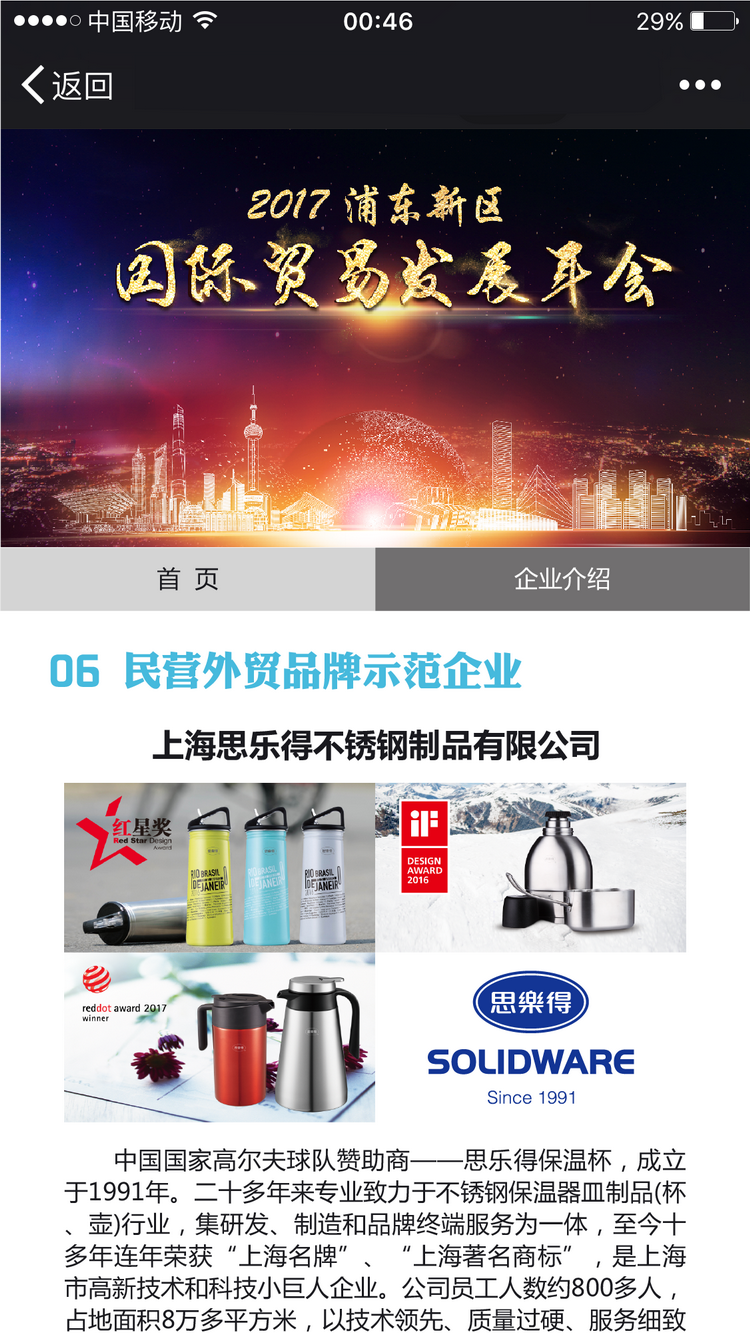 中国移动
00:46
29%
返回
2017 浦东新区
国际贸易发展年会
首 页
企业介绍
06 民营外贸品牌示范企业
上海思乐得不锈钢制品有限公司
红星奖
Red Star Design
Award
RIO BRASIL
DE JANEIRO
RIO BRASIL
DE JANEIRO
RIO BRASIL
DE JANEIRO
iF
DESIGN
AWARD
2016
reddot award 2017
winner
思樂得
SOLIDWARE
Since 1991
中国国家高尔夫球队赞助商——思乐得保温杯，成立
于1991年。二十多年来专业致力于不锈钢保温器皿制品(杯
、壶)行业，集研发、制造和品牌终端服务为一体，至今十
多年连年荣获“上海名牌”、“上海著名商标”，是上海
市高新技术和科技小巨人企业。公司员工人数约800多人，
占地面积8万多平方米，以技术领先、质量过硬、服务细致